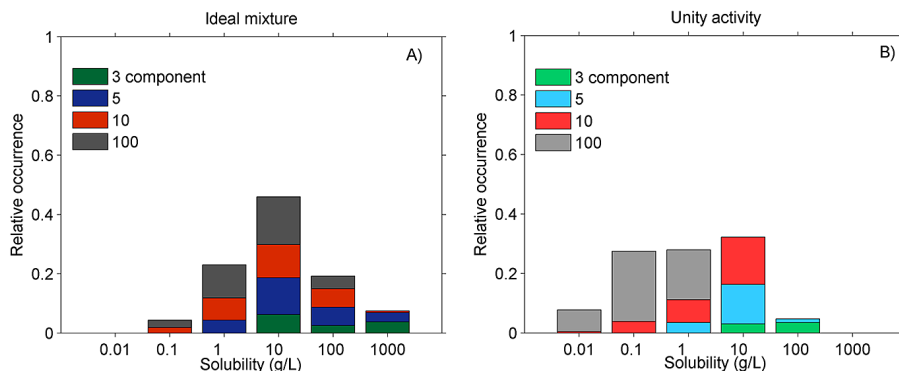 Ideal mixture
A)
1
0.8
0.6
0.4
0.2
0
Relative occurrence
3 component
5
10
100
0.01 0.1 1 10 100 1000
Solubility (g/L)
Unity activity
B)
1
0.8
0.6
0.4
0.2
0
Relative occurrence
3 component
5
10
100
0.01 0.1 1 10 100 1000
Solubility (g/L)